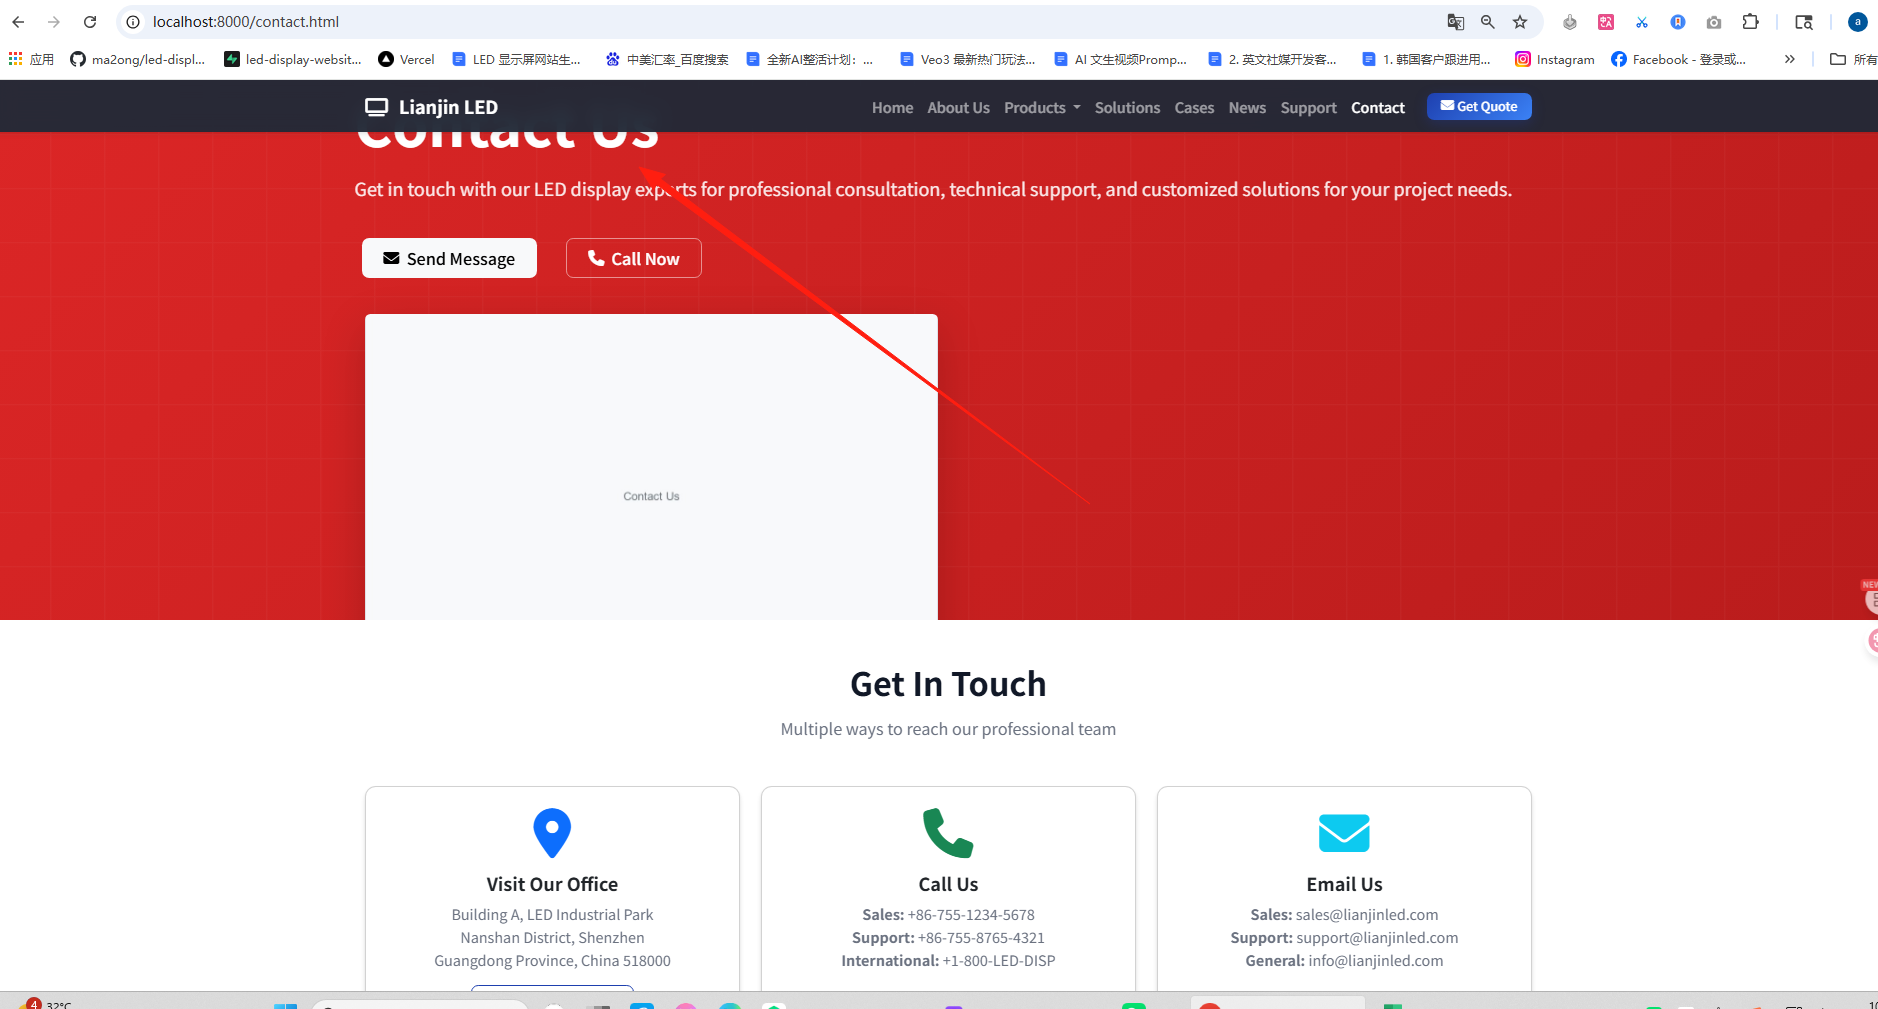 localhost:8000/contact.html
a
应用
ma2ong/led-displ...
led-display-websit...
Vercel
LED 显示屏网站生...
中美汇率_百度搜索
全新AI整活计划：...
Veo3 最新热门玩法...
AI 文生视频Promp...
2. 英文社媒开发客...
1. 韩国客户跟进用...
Instagram
Facebook - 登录或...
所有
Lianjin LED
Home
About Us
Products
Solutions
Cases
News
Support
Contact
Get Quote
Contact Us
Get in touch with our LED display experts for professional consultation, technical support, and customized solutions for your project needs.
Send Message
Call Now
Contact Us
NEW
Get In Touch
Multiple ways to reach our professional team
Visit Our Office
Building A, LED Industrial Park
Nanshan District, Shenzhen
Guangdong Province, China 518000
Call Us
Sales: +86-755-1234-5678
Support: +86-755-8765-4321
International: +1-800-LED-DISP
Email Us
Sales: sales@lianjinled.com
Support: support@lianjinled.com
General: info@lianjinled.com
4
32°C